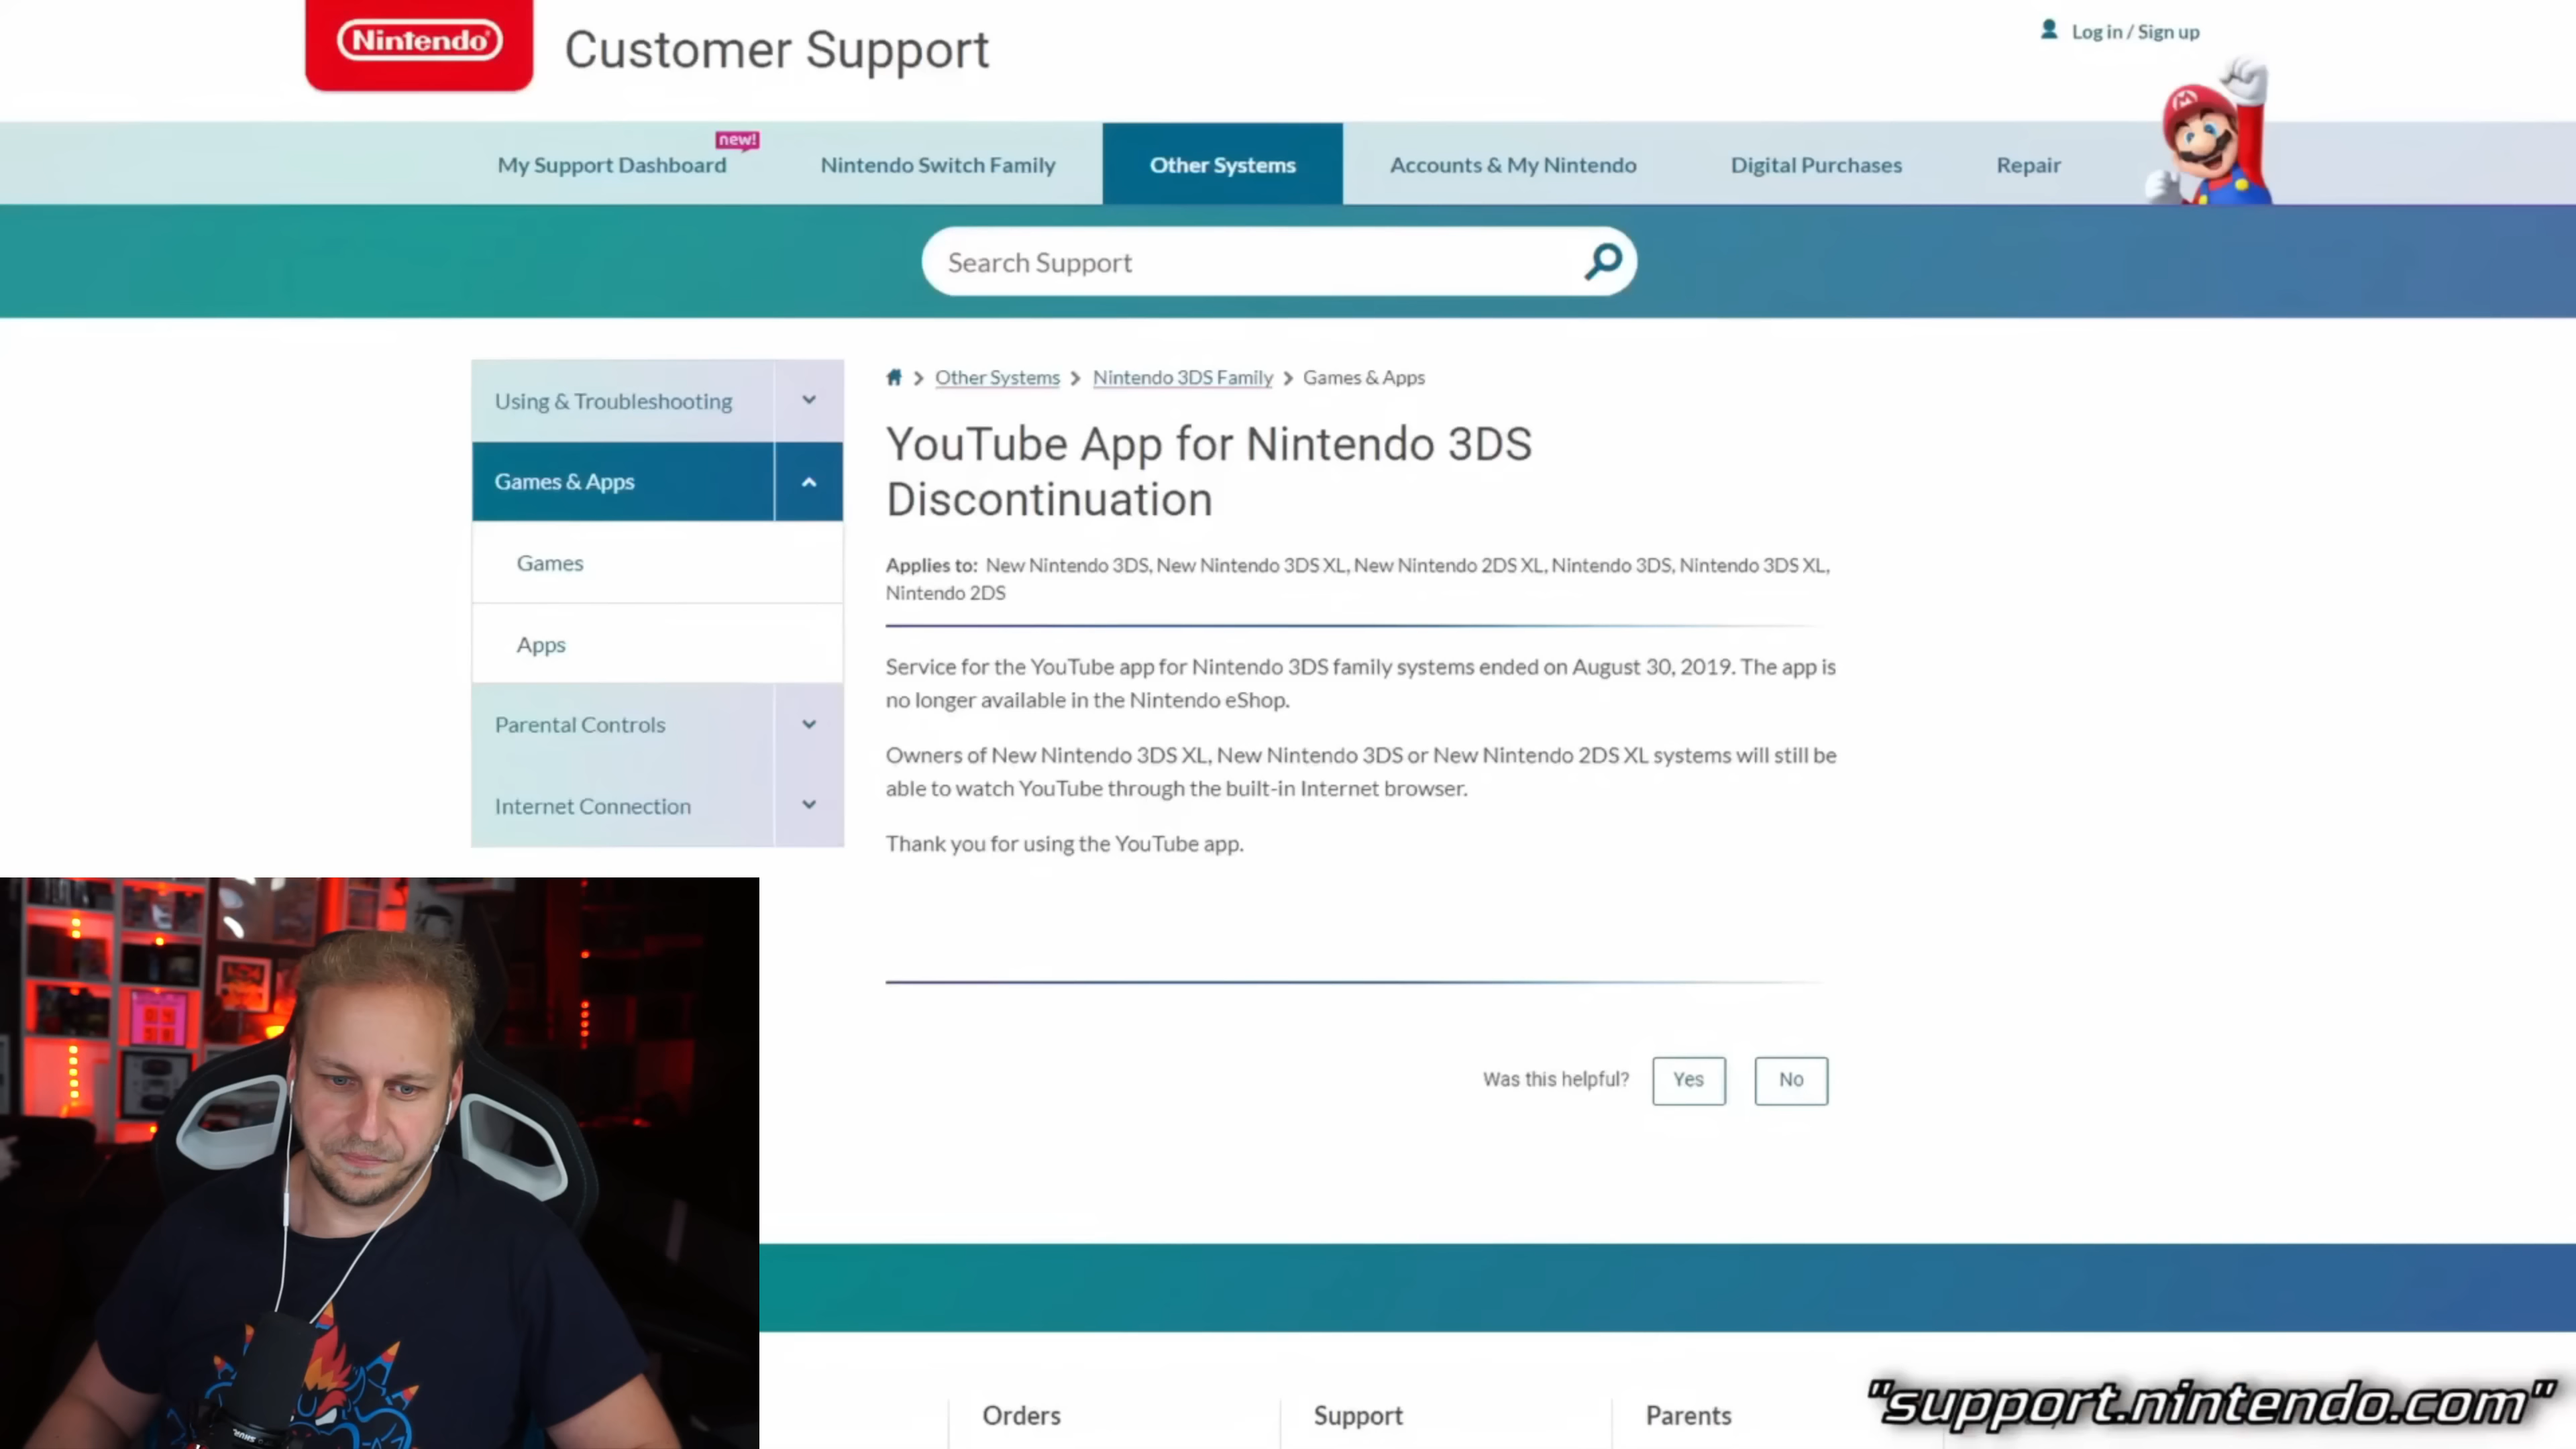 Nintendo
Customer Support
Log in / Sign up
new!
My Support Dashboard
Nintendo Switch Family
Other Systems
Accounts & My Nintendo
Digital Purchases
Repair
Search Support
Using & Troubleshooting
Games & Apps
Games
Apps
Parental Controls
Internet Connection
Other Systems > Nintendo 3DS Family > Games & Apps
YouTube App for Nintendo 3DS
Discontinuation
Applies to: New Nintendo 3DS, New Nintendo 3DS XL, New Nintendo 2DS XL, Nintendo 3DS, Nintendo 3DS XL,
Nintendo 2DS
Service for the YouTube app for Nintendo 3DS family systems ended on August 30, 2019. The app is
no longer available in the Nintendo eShop.
Owners of New Nintendo 3DS XL, New Nintendo 3DS or New Nintendo 2DS XL systems will still be
able to watch YouTube through the built-in Internet browser.
Thank you for using the YouTube app.
Was this helpful?
Yes
No
Orders
Support
Parents
"support.nintendo.com"